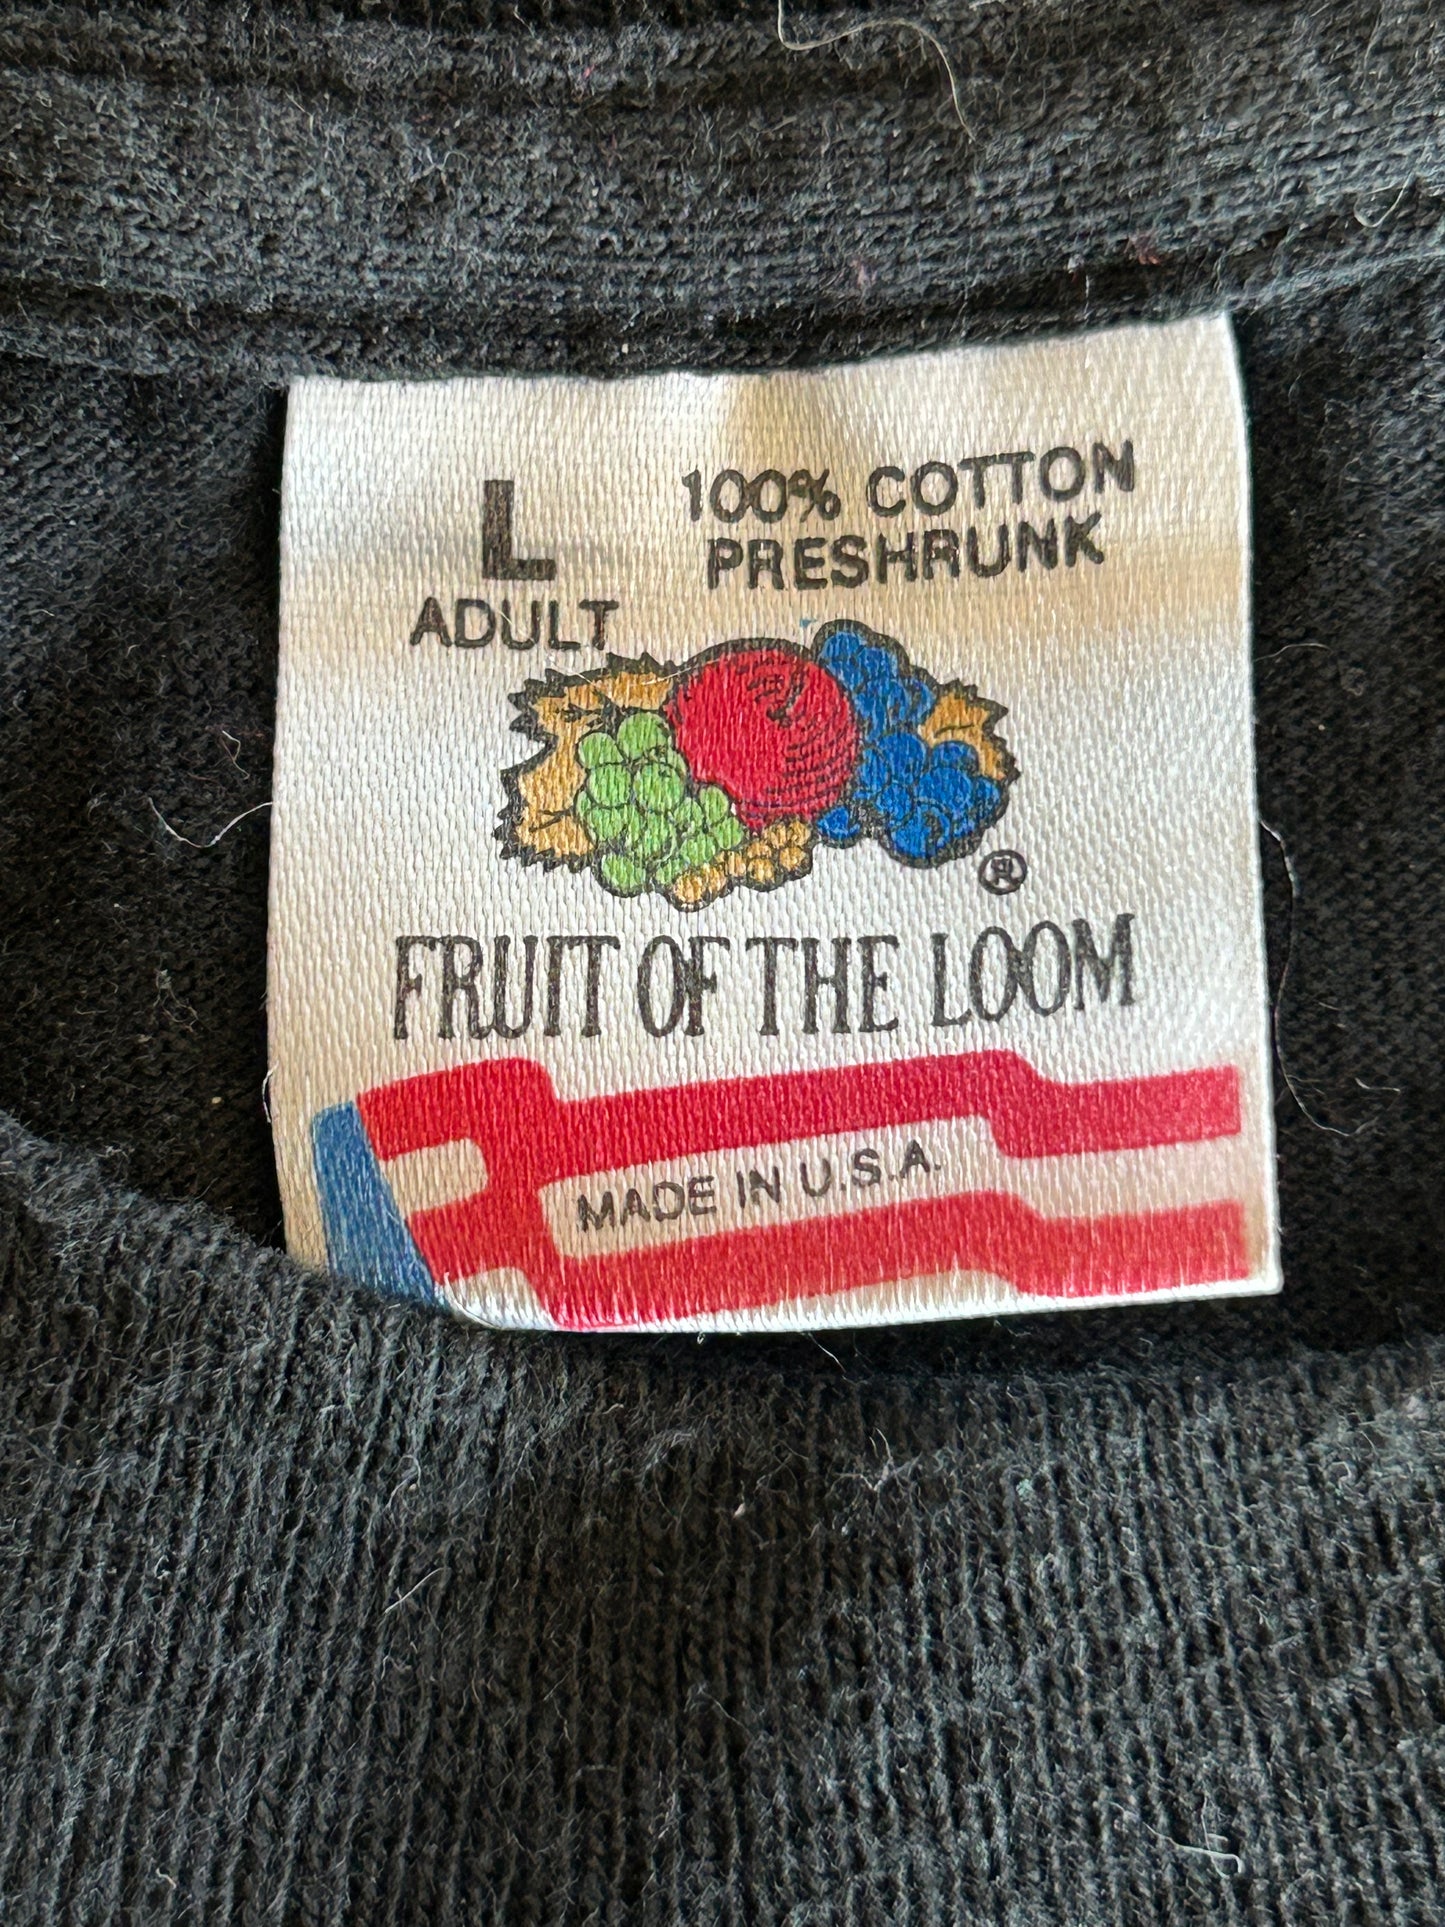 L
ADULT
100% COTTON
PRESHRUNK
®
FRUIT OF THE LOOM
MADE IN U.S.A.